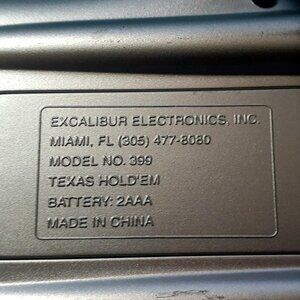 EXCALIBUR ELECTRONICS, INC.
MIAMI, FL (305) 477-8080
MODEL NO. 399
TEXAS HOLD'EM
BATTERY: 2AAA
MADE IN CHINA